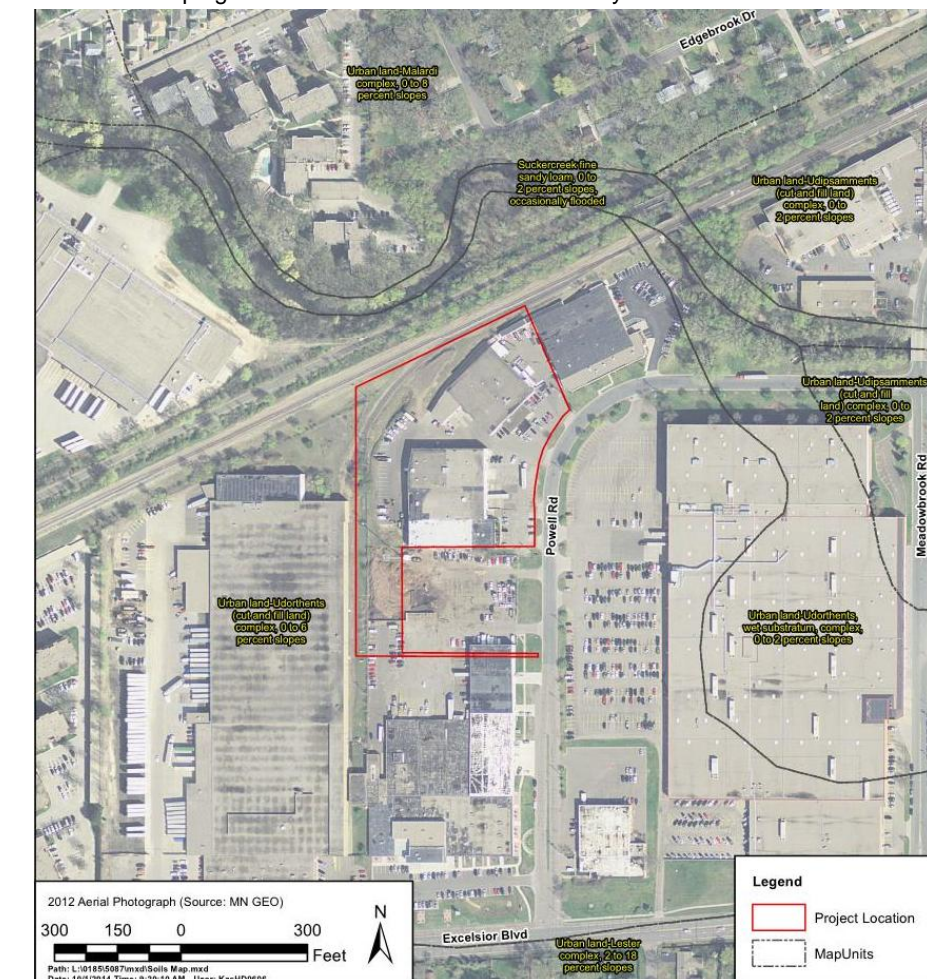 Edgebrook Dr
Urban land-Malardi
complex, 0 to 8
percent slopes
Suckercreek fine
sandy loam, 0 to
2 percent slopes,
occasionally flooded
Urban land-Udipsamments
(cut and fill land)
complex, 0 to
2 percent slopes
Urban land-Udipsamments
(cut and fill
land) complex, 0 to
2 percent slopes
Meadowbrook Rd
Powell Rd
Urban land-Udorthents
(cut and fill land)
complex, 0 to 6
percent slopes
Urban land-Udorthents,
wet substratum, complex,
0 to 2 percent slopes
Excelsior Blvd
Urban land-Lester
complex, 2 to 18
percent slopes
2012 Aerial Photograph (Source: MN GEO)
300 150 0 300
Feet
N
Path: L:\0185\5087\mxd\Soils Map.mxd
Legend
Project Location
MapUnits